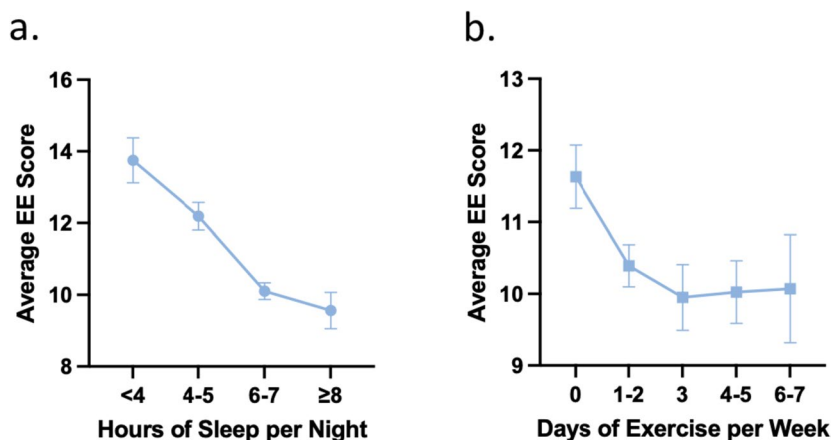 a.
Average EE Score
16
14
12
10
8
<4 4-5 6-7 ≥8
Hours of Sleep per Night
b.
Average EE Score
13
12
11
10
9
0 1-2 3 4-5 6-7
Days of Exercise per Week